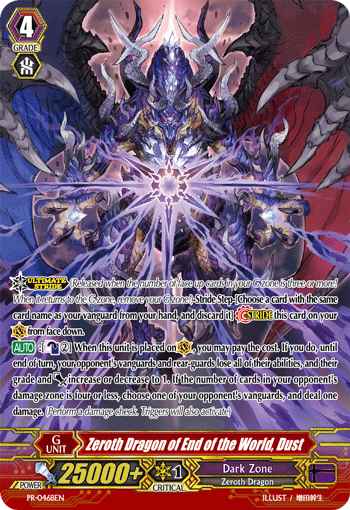 4
GRADE
ULTIMATE STRIDE (Released when the number of face up cards in your G zone is three or more!
When it returns to the G zone, remove your G zone!)-Stride Step-[Choose a card with the same
card name as your vanguard from your hand, and discard it] STRIDE this card on your
from face down.
AUTO :[(2)] When this unit is placed on , you may pay the cost. If you do, until
end of turn, your opponent's vanguard and rear-guards lose all of their abilities, and their
grade and increase or decrease to 1. If the number of cards in your opponent's
damage zone is four or less, choose one of your opponent's vanguards, and deal one
damage. (Perform a damage check. Triggers will also activate)
G UNIT
Zeroth Dragon of End of the World, Dust
POWER 25000+ 1 CRITICAL
Dark Zone
Zeroth Dragon
PR-0468EN
ILLUST / 増田幹生